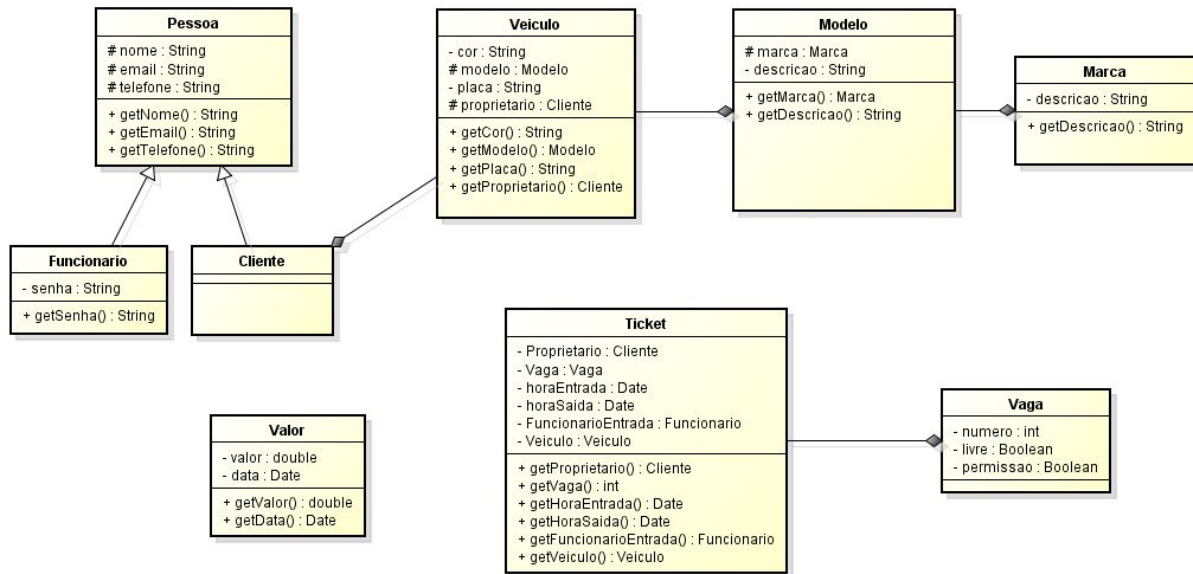 Pessoa
# nome : String
# email : String
# telefone : String
+ getNome() : String
+ getEmail() : String
+ getTelefone() : String
Veiculo
- cor : String
# modelo : Modelo
- placa : String
# proprietario : Cliente
+ getCor() : String
+ getModelo() : Modelo
+ getPlaca() : String
+ getProprietario() : Cliente
Modelo
# marca : Marca
- descricao : String
+ getMarca() : Marca
+ getDescricao() : String
Marca
- descricao : String
+ getDescricao() : String
Funcionario
- senha : String
+ getSenha() : String
Cliente
Ticket
- Proprietario : Cliente
- Vaga : Vaga
- horaEntrada : Date
- horaSaida : Date
- FuncionarioEntrada : Funcionario
- Veiculo : Veiculo
+ getProprietario() : Cliente
+ getVaga() : int
+ getHoraEntrada() : Date
+ getHoraSaida() : Date
+ getFuncionarioEntrada() : Funcionario
+ getVeiculo() : Veiculo
Vaga
- numero : int
- livre : Boolean
- permissao : Boolean
Valor
- valor : double
- data : Date
+ getValor() : double
+ getData() : Date